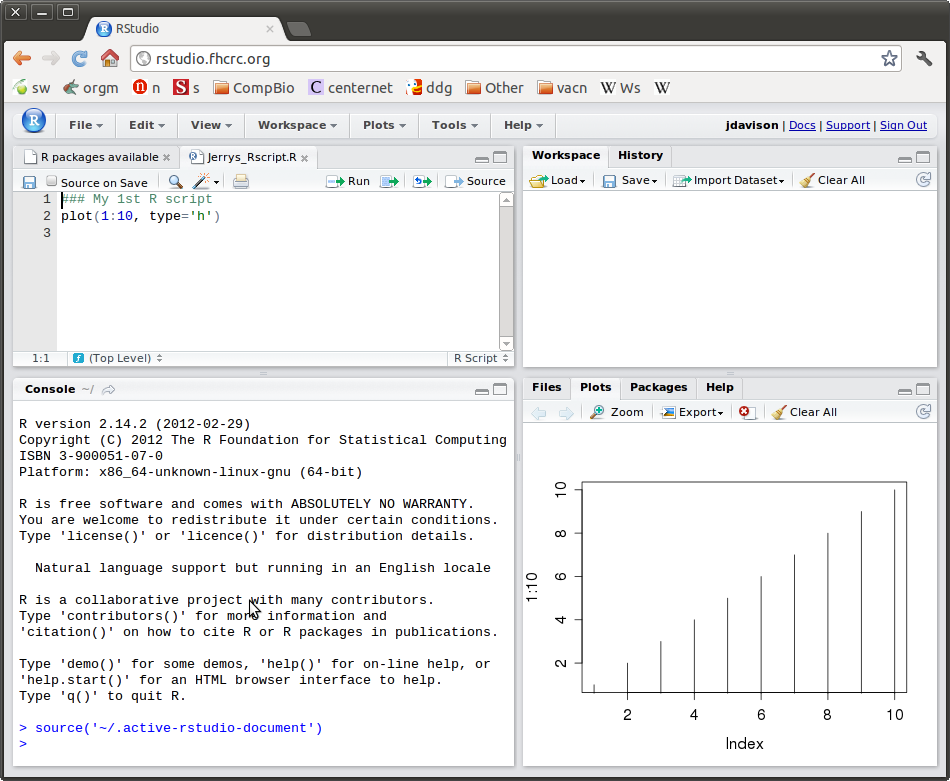 RStudio
rstudio.fhcrc.org
sw orgm n s CompBio centernet ddg Other vacn Ws
R File Edit View Workspace Plots Tools Help jdavison | Docs | Support | Sign Out
R packages available Jerrys_Rscript.R
Source on Save Run Source
1 ### My 1st R script
2 plot(1:10, type='h')
3
1:1 (Top Level) R Script
Workspace History
Load Save Import Dataset Clear All
Console ~/
R version 2.14.2 (2012-02-29)
Copyright (C) 2012 The R Foundation for Statistical Computing
ISBN 3-900051-07-0
Platform: x86_64-unknown-linux-gnu (64-bit)
R is free software and comes with ABSOLUTELY NO WARRANTY.
You are welcome to redistribute it under certain conditions.
Type 'license()' or 'licence()' for distribution details.
Natural language support but running in an English locale
R is a collaborative project with many contributors.
Type 'contributors()' for more information and
'citation()' on how to cite R or R packages in publications.
Type 'demo()' for some demos, 'help()' for on-line help, or
'help.start()' for an HTML browser interface to help.
Type 'q()' to quit R.
> source('~/.active-rstudio-document')
>
Files Plots Packages Help
Zoom Export Clear All
1:10
10
8
6
4
2
2 4 6 8 10
Index